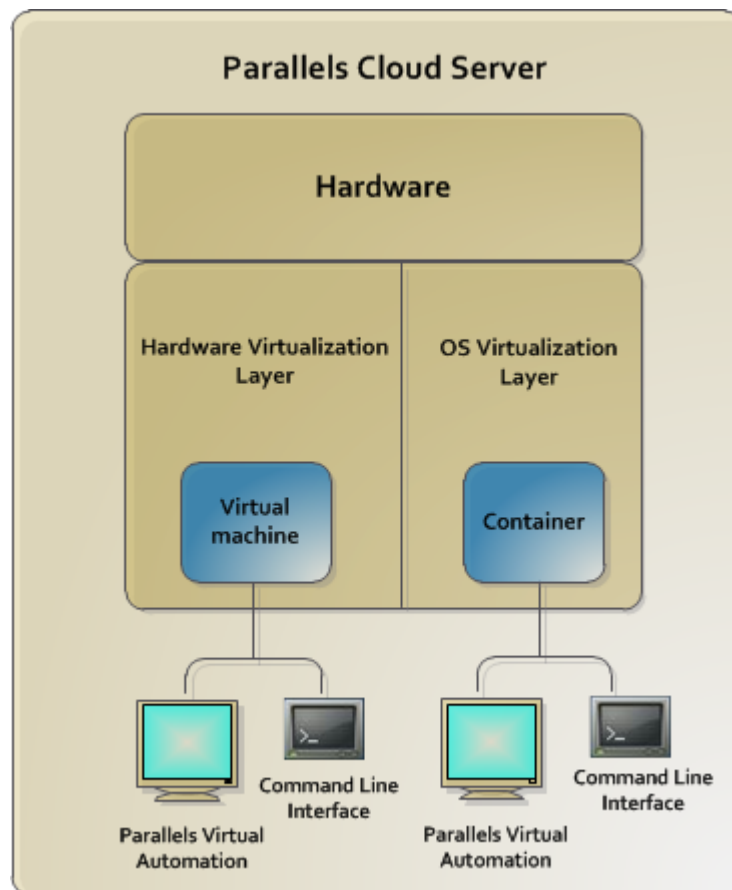 Parallels Cloud Server
Hardware
Hardware Virtualization
Layer
OS Virtualization
Layer
Virtual
machine
Container
>_
>_
Command Line
Interface
Command Line
Interface
Parallels Virtual
Automation
Parallels Virtual
Automation